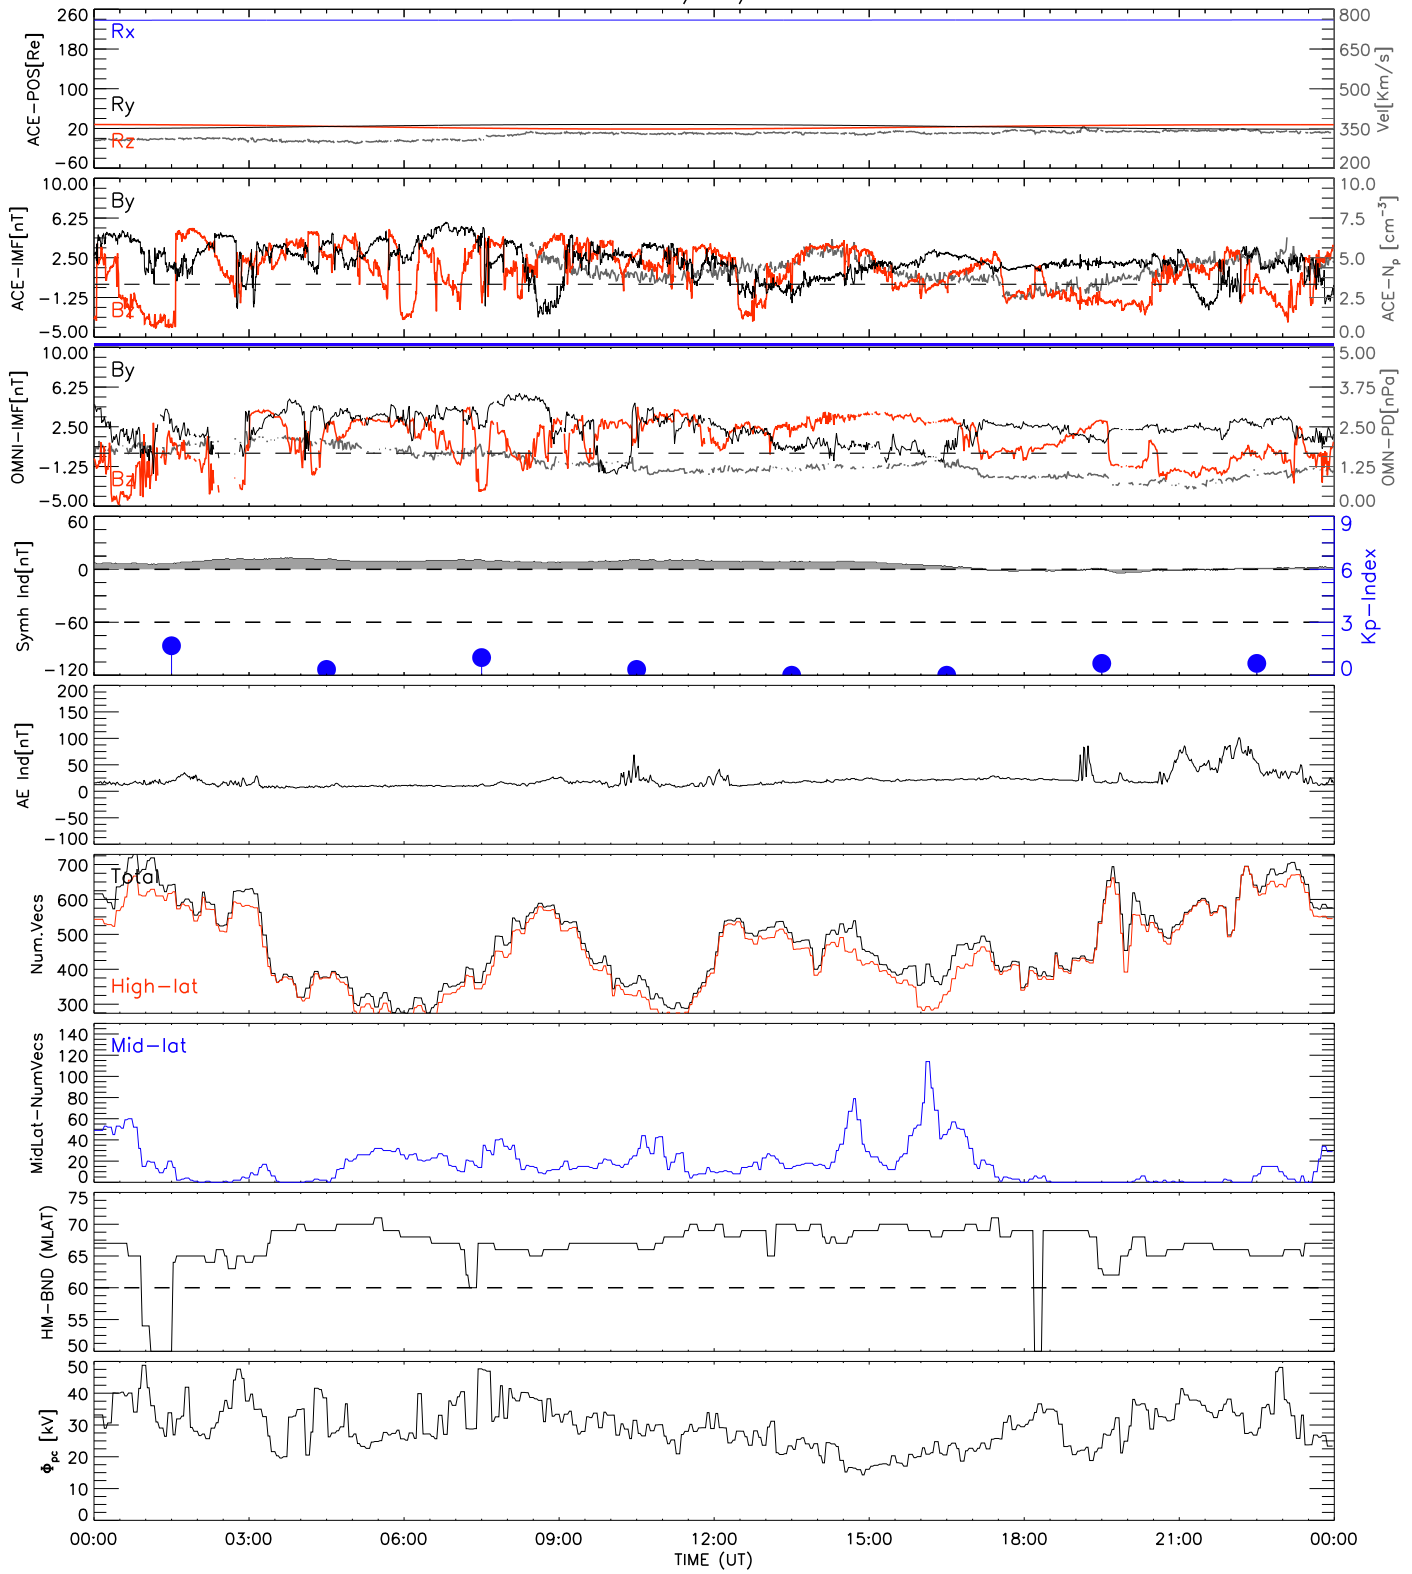 260
180
100
20
-60
ACE-POS[Re]
Rx
Ry
Rz
800
650
500
350
200
Vel[Km/s]
10.00
6.25
2.50
-1.25
-5.00
ACE-IMF[nT]
By
Bz
10.0
7.5
5.0
2.5
0.0
ACE-Np [cm-3]
10.00
6.25
2.50
-1.25
-5.00
OMNI-IMF[nT]
By
Bz
5.00
3.75
2.50
1.25
0.00
OMN-PD[nPa]
60
0
-60
-120
Symh Ind[nT]
9
6
3
0
Kp-Index
200
150
100
50
0
-50
-100
AE Ind[nT]
700
600
500
400
300
Num.Vecs
Total
High-lat
140
120
100
80
60
40
20
0
MidLat-NumVecs
Mid-lat
75
70
65
60
55
50
HM-BND (MLAT)
50
40
30
20
10
0
Φpc [kV]
00:00 03:00 06:00 09:00 12:00 15:00 18:00 21:00 00:00
TIME (UT)